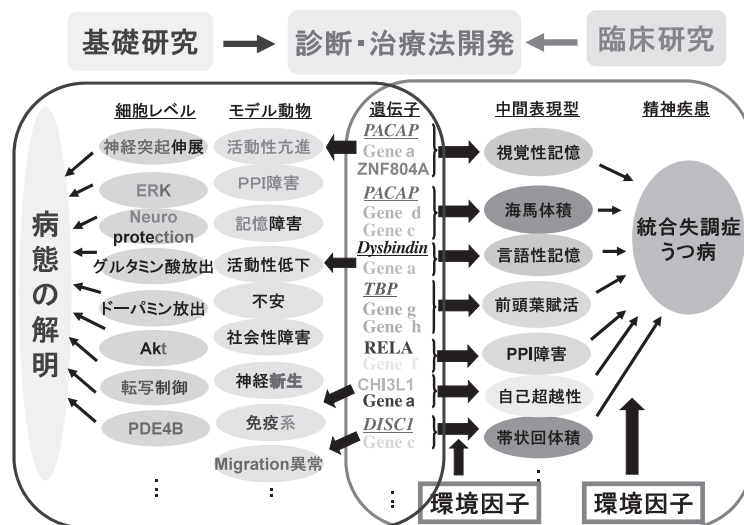 基礎研究
診断・治療法開発
臨床研究
細胞レベル
モデル動物
遺伝子
中間表現型
精神疾患
病態の解明
神経突起伸展
ERK
Neuro
protection
グルタミン酸放出
ドーパミン放出
Akt
転写制御
PDE4B
⋮
活動性亢進
PPI障害
記憶障害
活動性低下
不安
社会性障害
神経新生
免疫系
Migration異常
⋮
PACAP
Gene a
ZNF804A
PACAP
Gene d
Gene c
Dysbindin
Gene a
TBP
Gene g
Gene h
RELA
Gene f
CHI3L1
Gene a
DISC1
Gene c
⋮
視覚性記憶
海馬体積
言語性記憶
前頭葉賦活
PPI障害
自己超越性
帯状回体積
⋮
統合失調症
うつ病
環境因子
環境因子